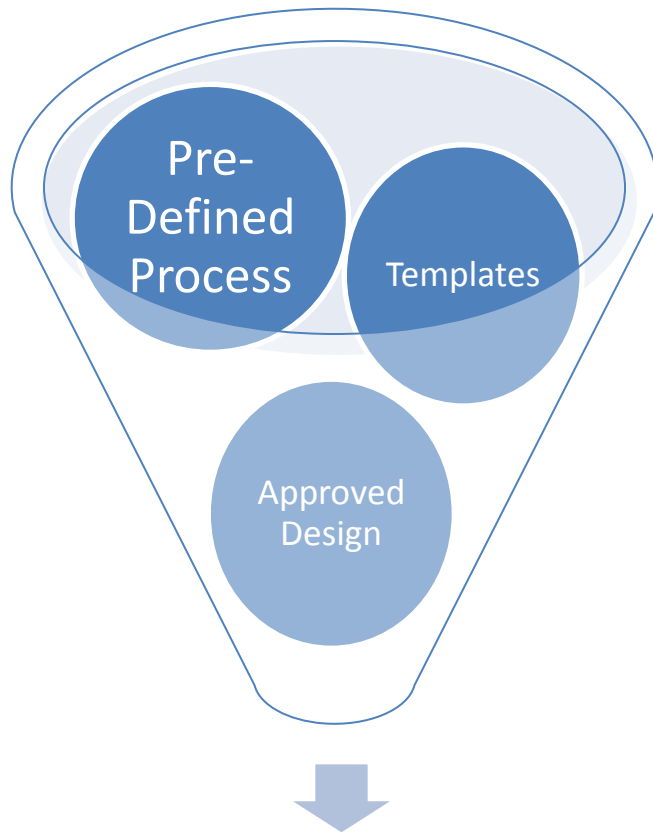 Pre-
Defined
Process
Templates
Approved
Design